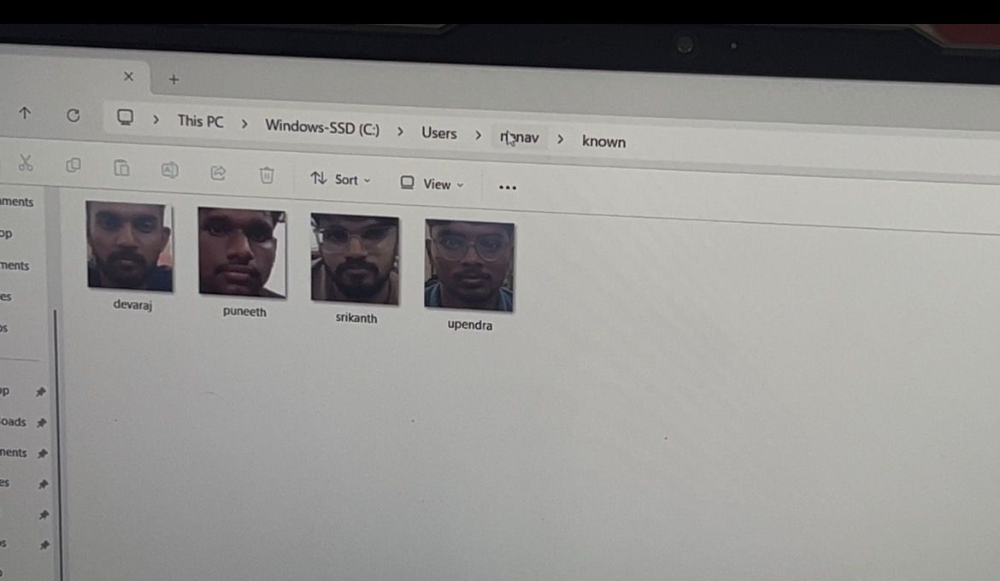 This PC > Windows-SSD (C:) > Users > > known
Sort View
devaraj puneeth srikanth upendra